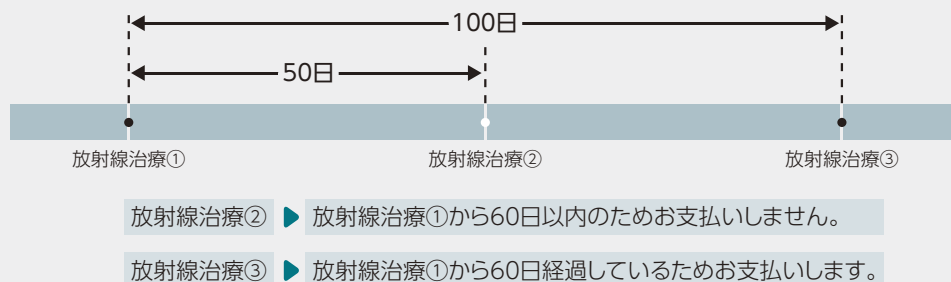 100日
50日
放射線治療①
放射線治療②
放射線治療③
放射線治療② ▶ 放射線治療①から60日以内のためお支払いしません。
放射線治療③ ▶ 放射線治療①から60日経過しているためお支払いします。